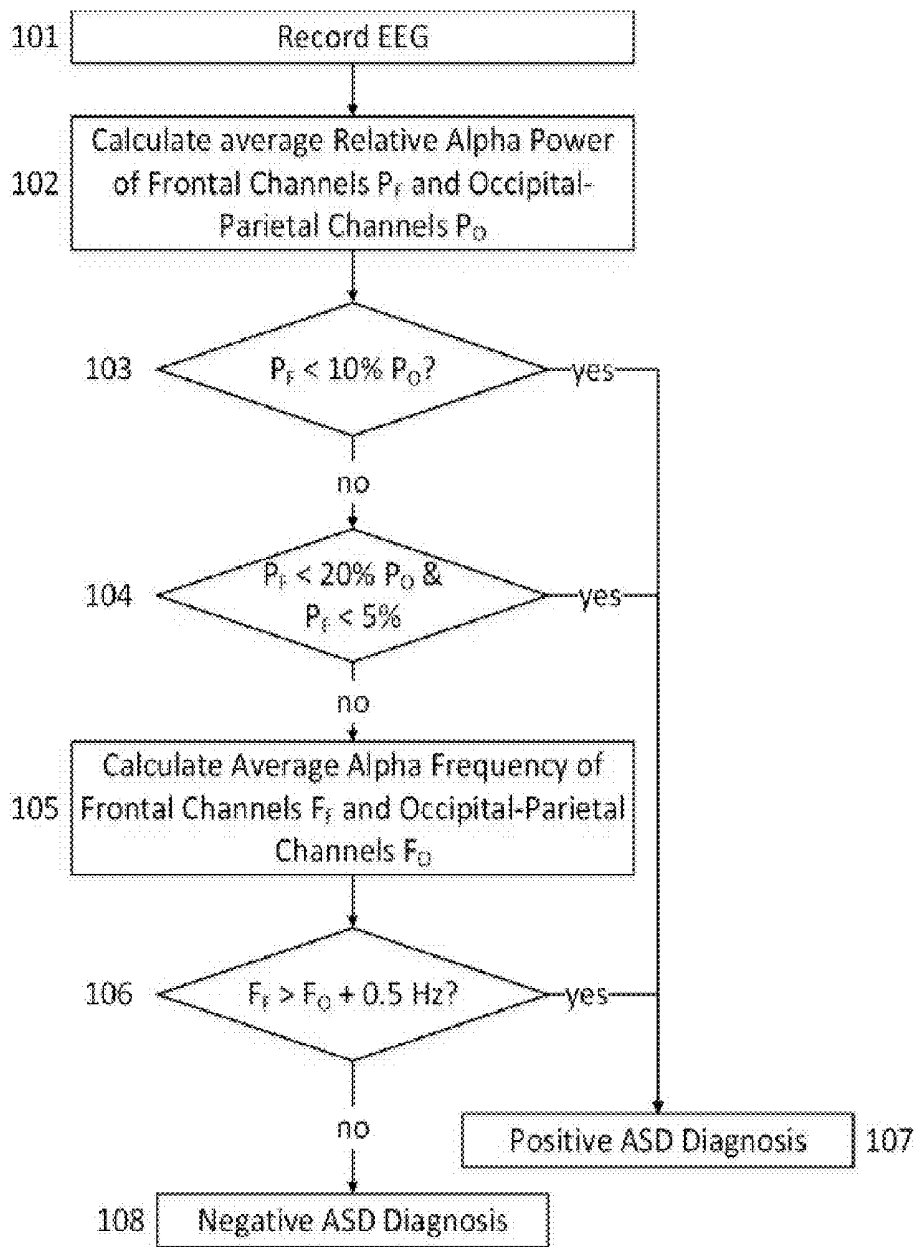 101
Record EEG
102
Calculate average Relative Alpha Power
of Frontal Channels P_F and Occipital-
Parietal Channels P_O
103
P_F < 10% P_O?
yes
no
104
P_F < 20% P_O &
P_F < 5%
yes
no
105
Calculate Average Alpha Frequency of
Frontal Channels F_F and Occipital-Parietal
Channels F_O
106
F_F > F_O + 0.5 Hz?
yes
no
Positive ASD Diagnosis
107
108
Negative ASD Diagnosis